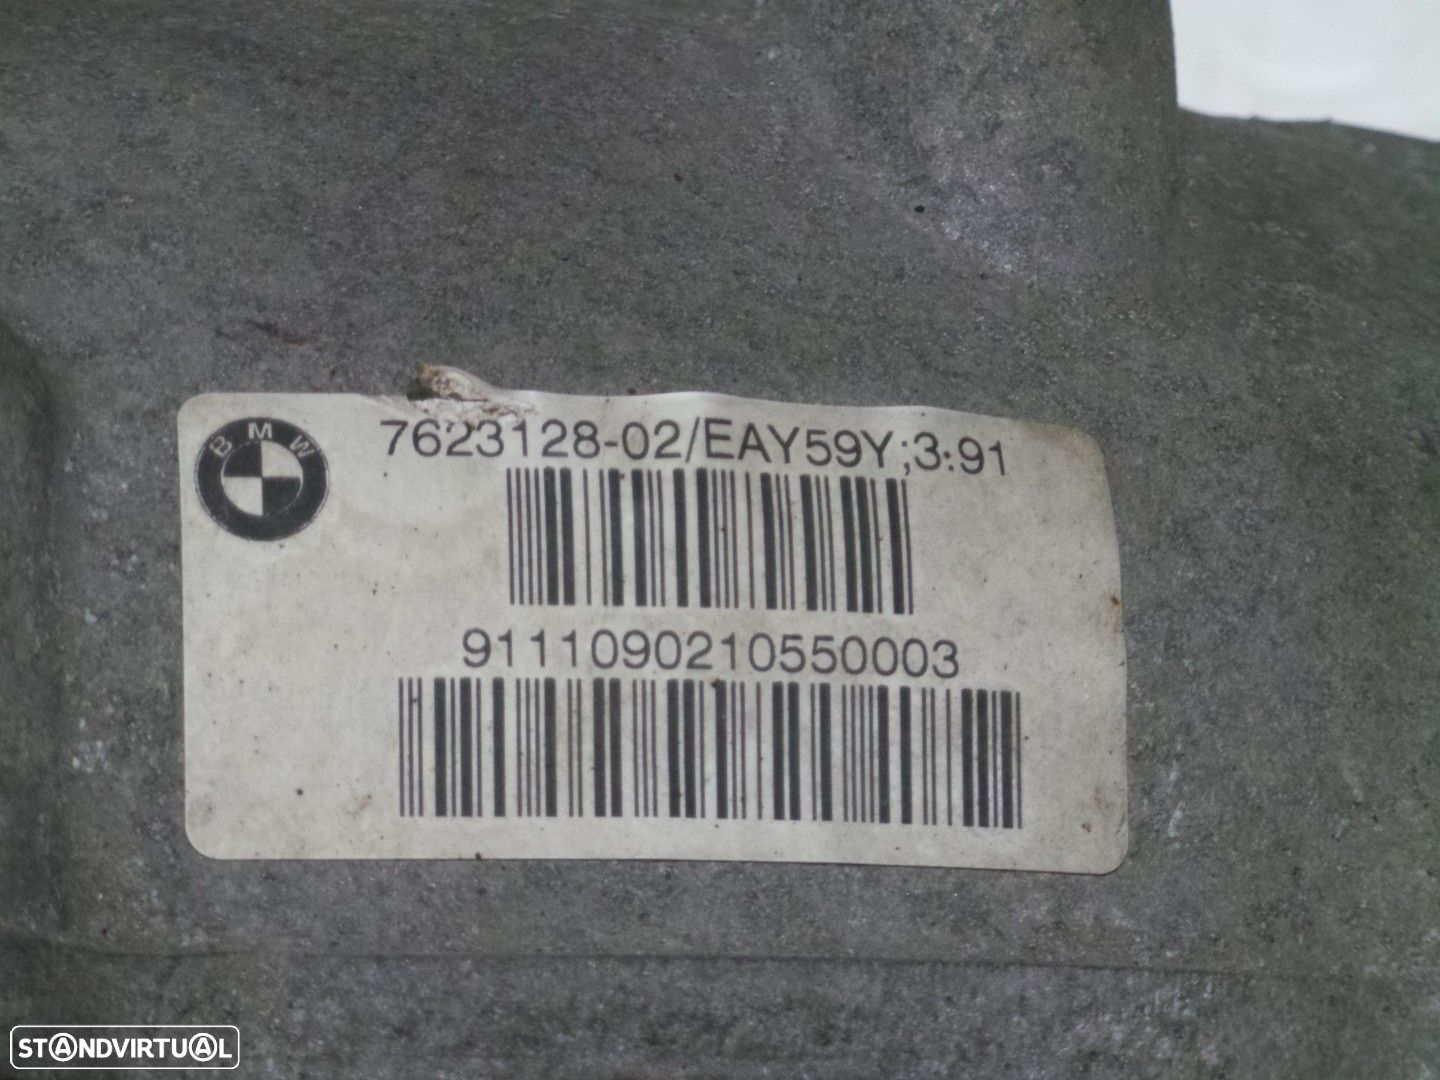 BMW
7623128-02/EAY59Y;3.91
9111090210550003
STANDVIRTUAL